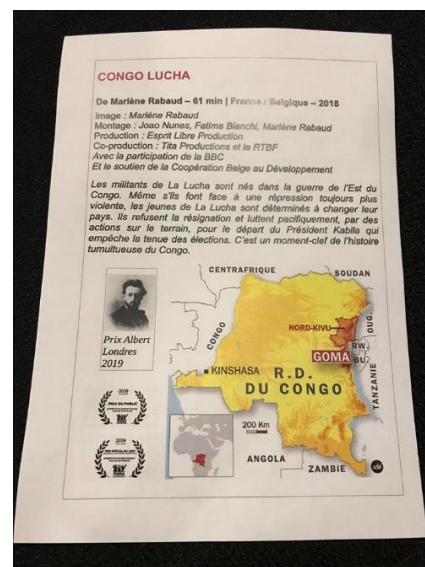 CONGO LUCHA
De Marlène Rabaud – 61 min | France / Belgique – 2018
Image : Marlène Rabaud
Montage : Joao Nunes, Fatima Bianchi, Marlène Rabaud
Production : Esprit Libre Production
Co-production : Tita Productions et la RTBF
Avec la participation de la BBC
Et le soutien de la Coopération Belge au Développement
Les militants de La Lucha sont nés dans la guerre de l'Est du
Congo. Même s'ils font face à une répression toujours plus
violente, les jeunes de La Lucha sont déterminés à changer leur
pays. Ils refusent la résignation et luttent pacifiquement, par des
actions sur le terrain, pour le départ du Président Kabila qui
empêche la tenue des élections. C'est un moment-clef de l'histoire
tumultueuse du Congo.
Prix Albert
Londres
2019
2019
PRIX DU PUBLIC
2019
CENTRAFRIQUE
SOUDAN
CONGO
NORD-KIVU
OUG.
RW.
GOMA
BU.
KINSHASA
R.D.
DU CONGO
TANZANIE
200 Km
ANGOLA
ZAMBIE
idé